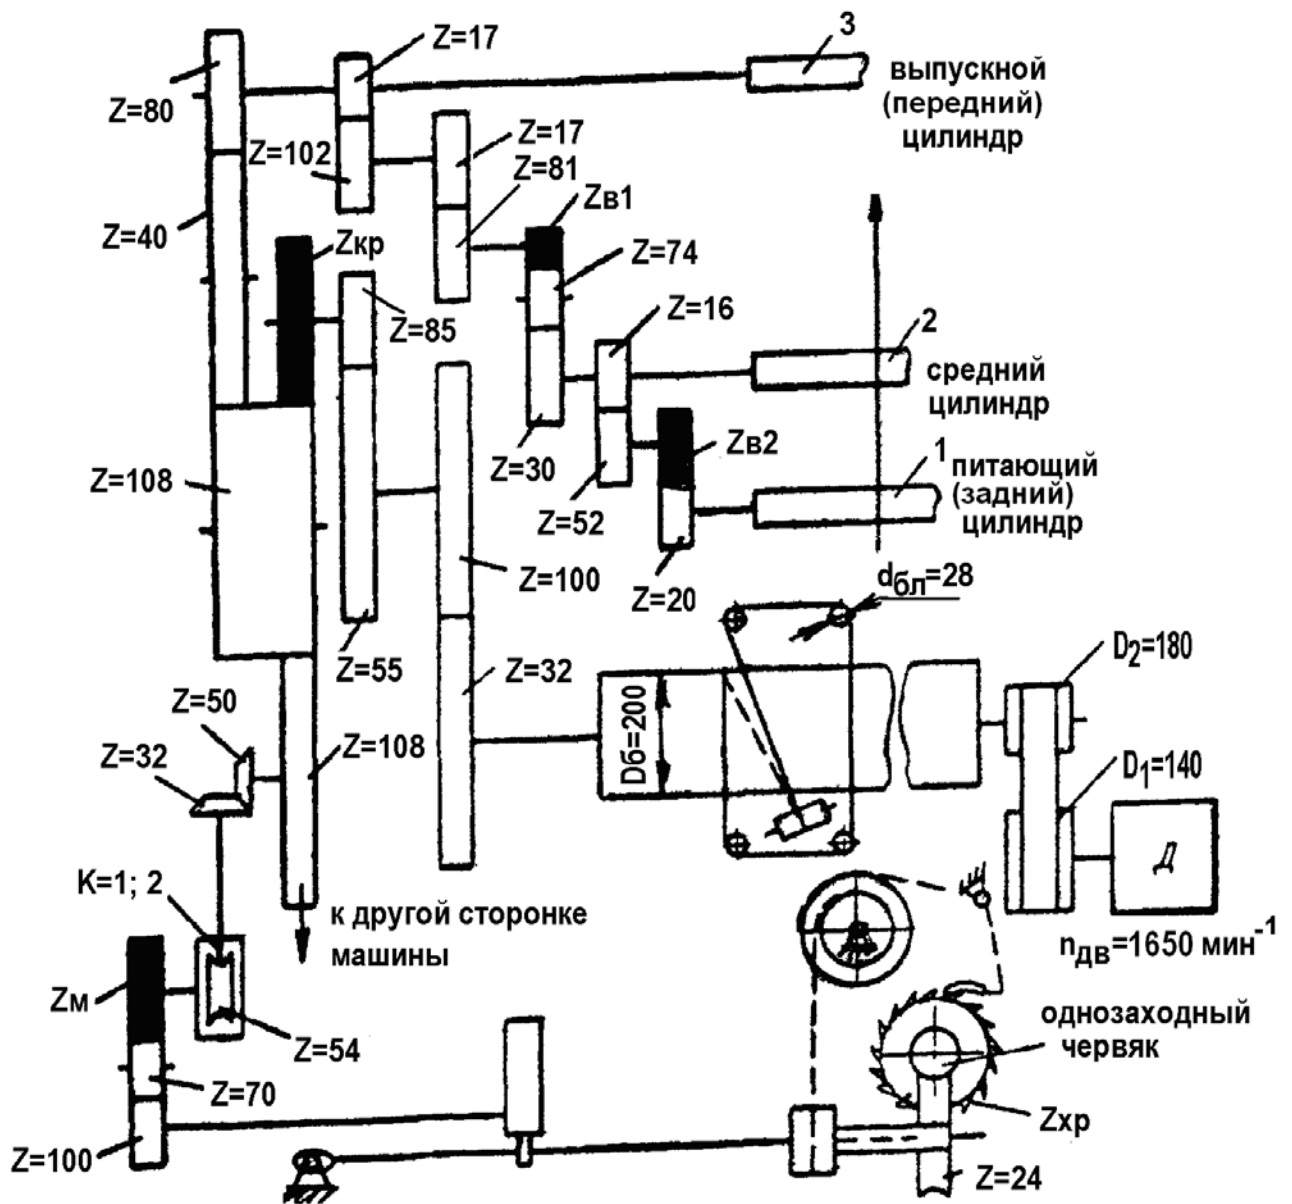 3
Z=17
выпускной
(передний)
цилиндр
Z=80
Z=102
Z=17
Z=81
Zв1
Z=40
Zкр
Z=74
Z=85
Z=16
2
средний
цилиндр
Z=108
Z=30
Zв2
1
питающий
(задний)
цилиндр
Z=52
Z=100
Z=20
dбл=28
Z=55
Z=32
D2=180
Z=50
Z=32
Z=108
Dб=200
D1=140
Д
K=1; 2
к другой сторонке
машины
nдв=1650 мин-1
Zм
Z=54
однозаходный
червяк
Z=70
Zхр
Z=100
Z=24